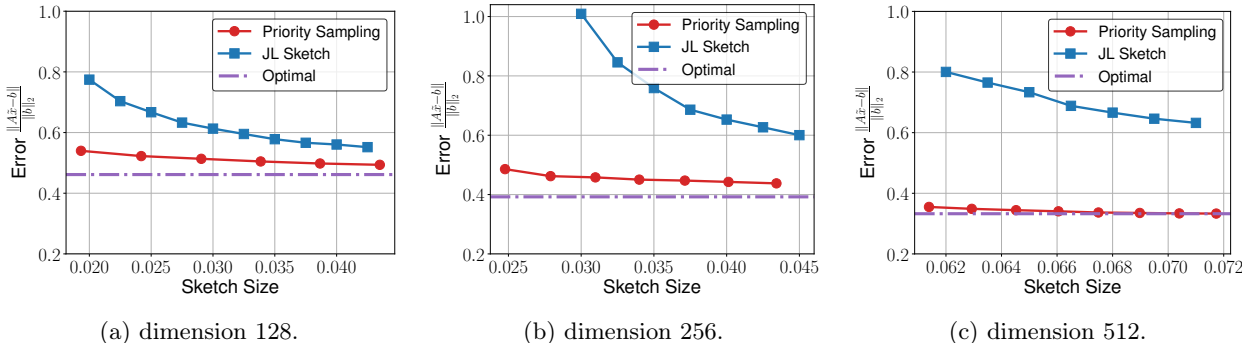 1.0
0.8
0.6
0.4
0.2
Error ‖Ax̃−b‖ / ‖b‖₂
Priority Sampling
JL Sketch
Optimal
0.020 0.025 0.030 0.035 0.040
Sketch Size
(a) dimension 128.
1.0
0.8
0.6
0.4
0.2
Error ‖Ax̃−b‖ / ‖b‖₂
Priority Sampling
JL Sketch
Optimal
0.025 0.030 0.035 0.040 0.045
Sketch Size
(b) dimension 256.
1.0
0.8
0.6
0.4
0.2
Error ‖Ax̃−b‖ / ‖b‖₂
Priority Sampling
JL Sketch
Optimal
0.062 0.064 0.066 0.068 0.070 0.072
Sketch Size
(c) dimension 512.